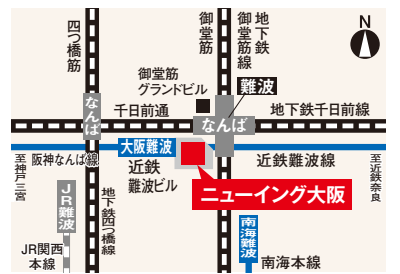 四つ橋筋
御堂筋
地下鉄
御堂筋線
N
御堂筋
グランドビル
難波
なんば
千日前通
なんば
地下鉄千日前線
大阪難波
阪神なんば線
近鉄
難波ビル
近鉄難波線
至神戸三宮
ニューイング大阪
至近鉄奈良
JR難波
地下鉄四つ橋線
南海難波
JR関西
本線
南海本線